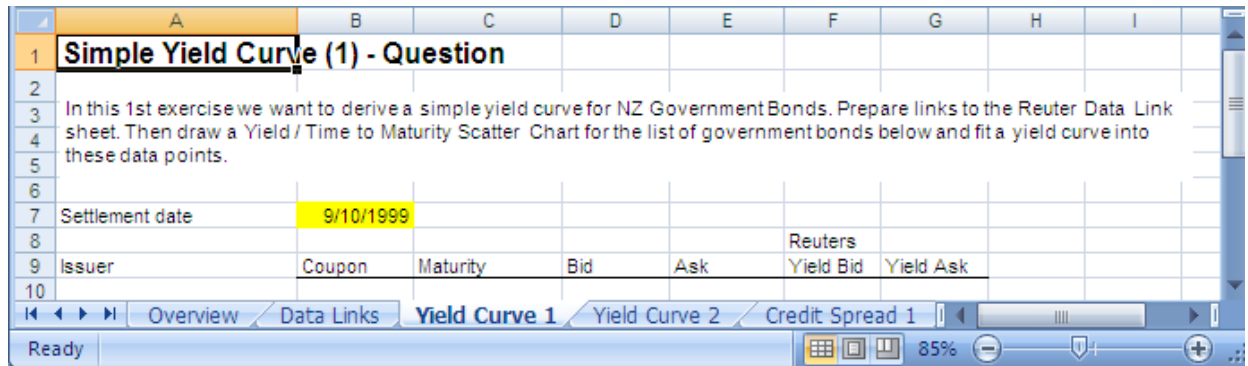 A B C D E F G H I
1 Simple Yield Curve (1) - Question
2
3 In this 1st exercise we want to derive a simple yield curve for NZ Government Bonds. Prepare links to the Reuter Data Link
4 sheet. Then draw a Yield / Time to Maturity Scatter Chart for the list of government bonds below and fit a yield curve into
5 these data points.
6
7 Settlement date 9/10/1999
8 Reuters
9 Issuer Coupon Maturity Bid Ask Yield Bid Yield Ask
10
Overview Data Links Yield Curve 1 Yield Curve 2 Credit Spread 1
Ready 85%